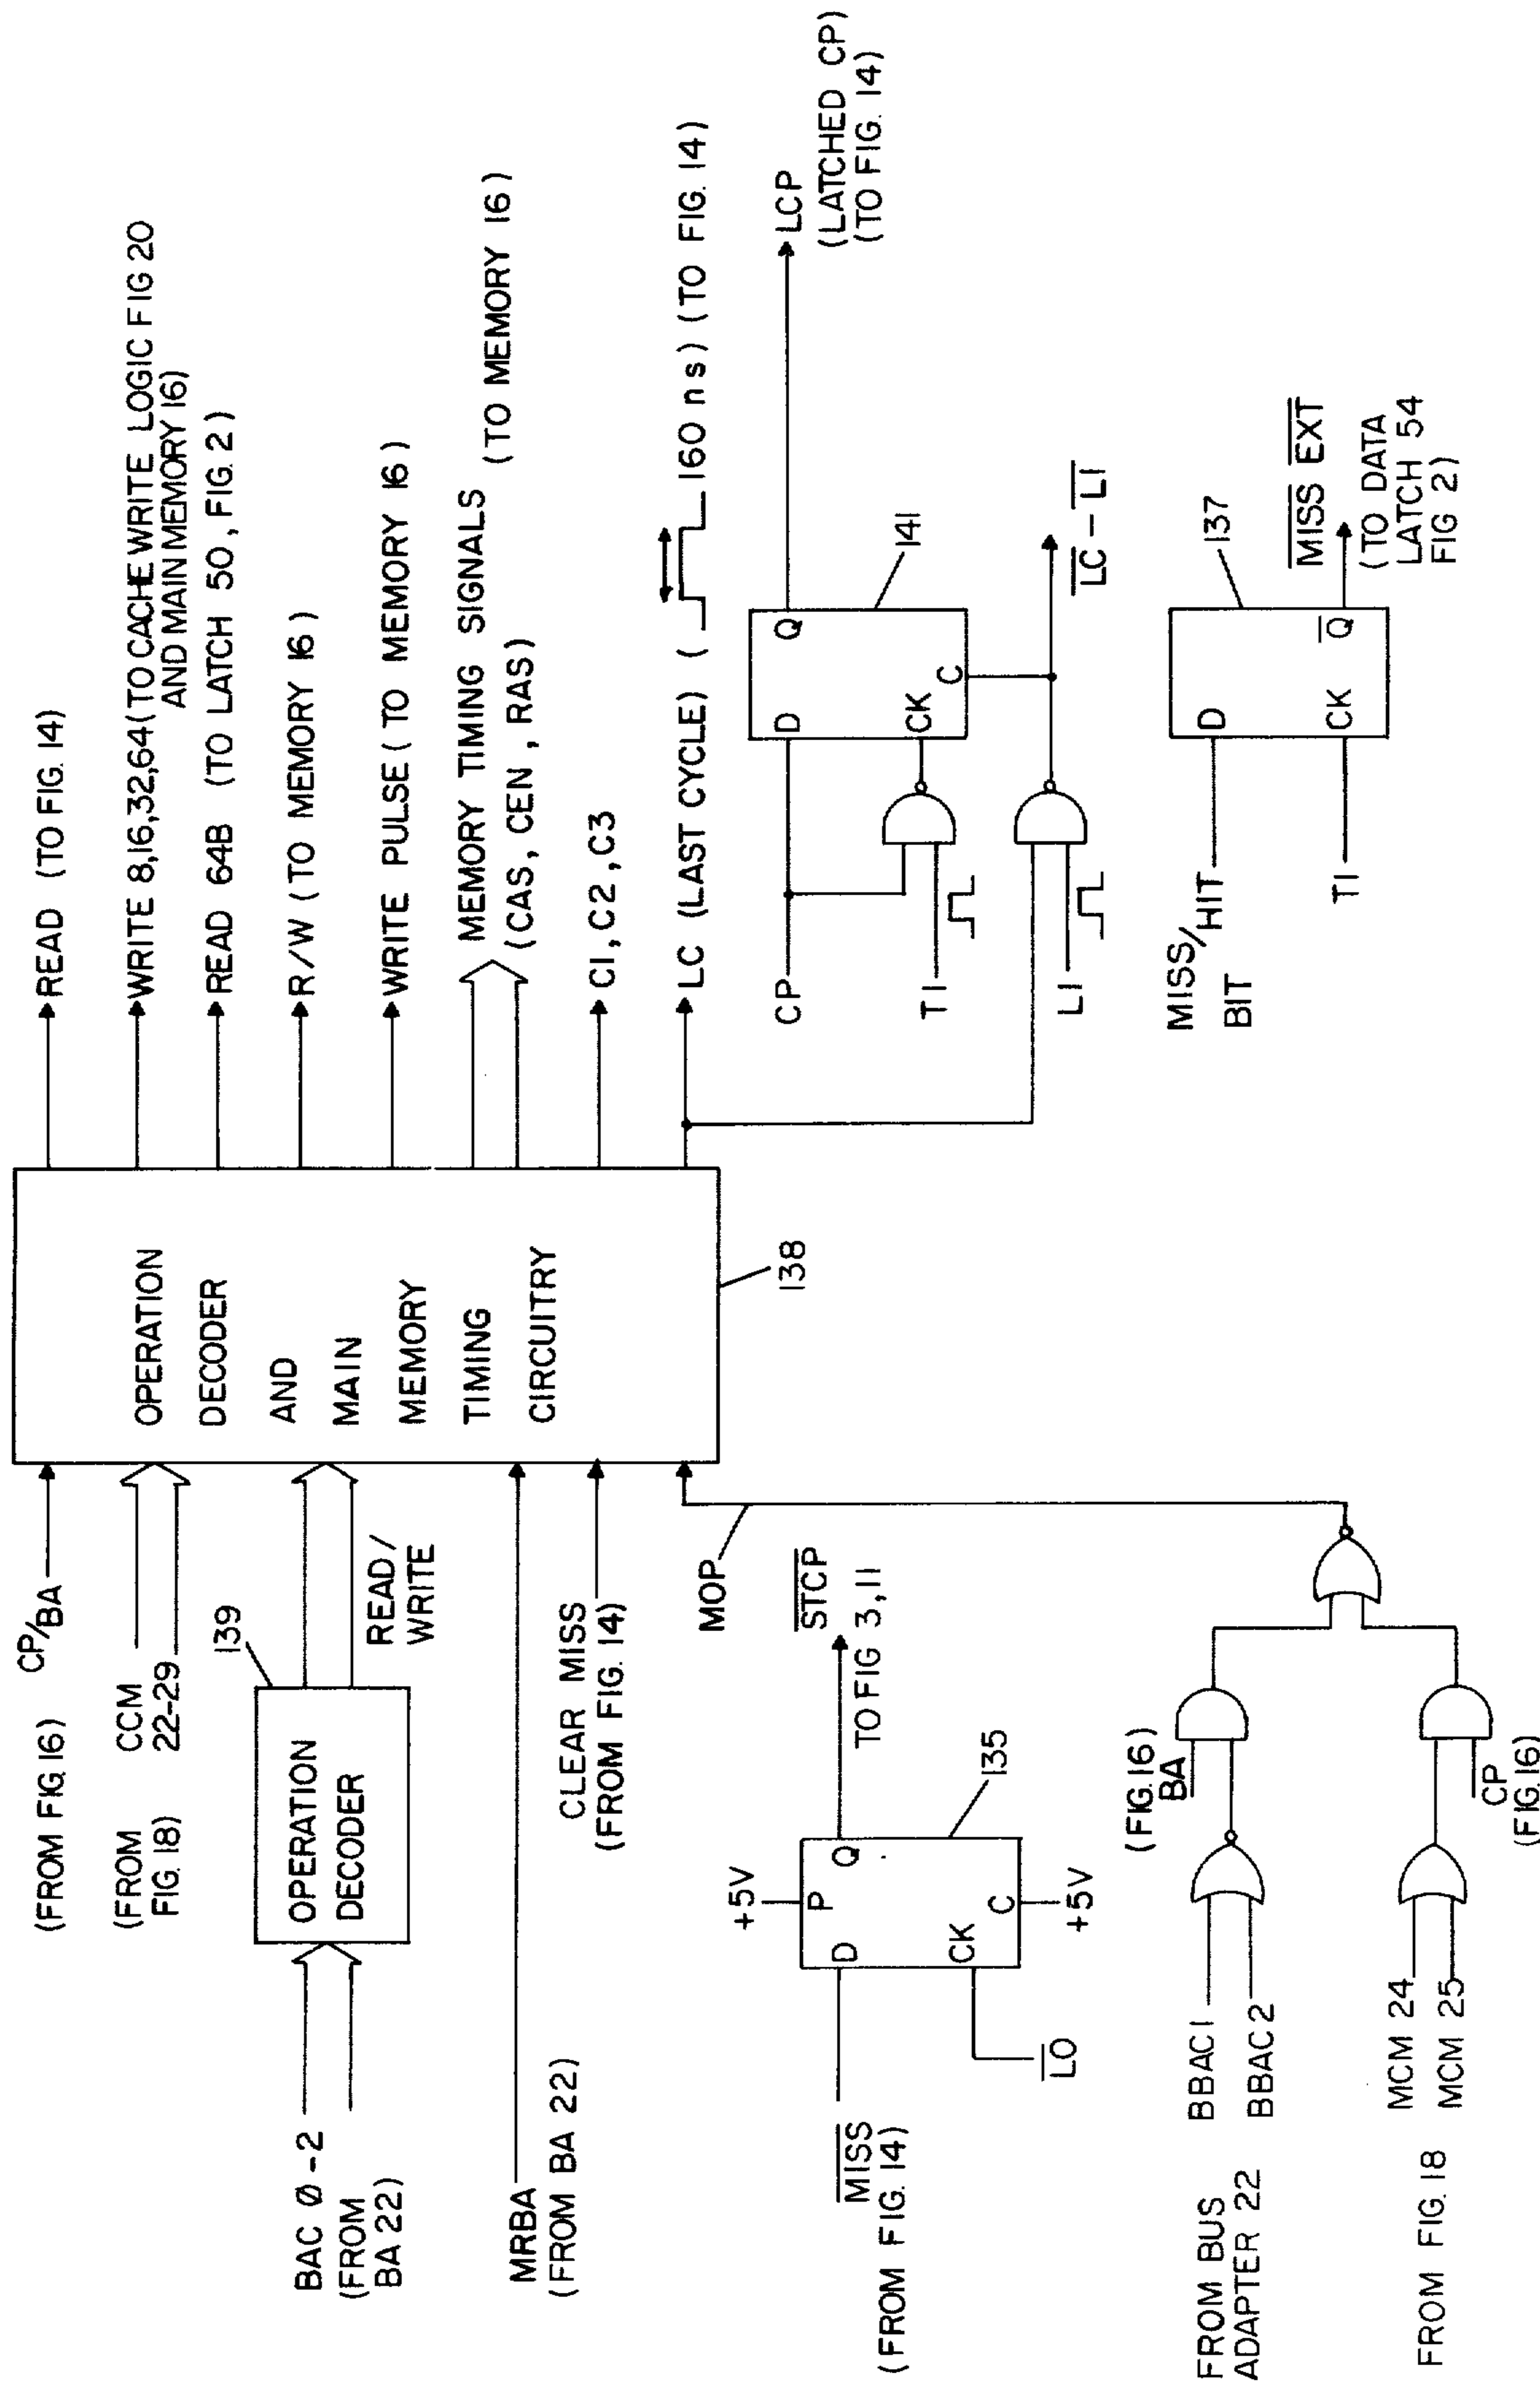 (FROM FIG. 16) CP/BA
(FROM FIG. 18)
CCM 22-29
139
OPERATION
DECODER
BAC Ø-2
(FROM
BA 22)
READ/
WRITE
MRBA
(FROM BA 22)
CLEAR MISS
(FROM FIG. 14)
MOP
OPERATION
DECODER
AND
MAIN
MEMORY
TIMING
CIRCUITRY
138
READ (TO FIG. 14)
WRITE 8,16,32,64 (TO CACHE WRITE LOGIC FIG 20
AND MAIN MEMORY 16)
READ 64B (TO LATCH 50, FIG. 2)
R/W (TO MEMORY 16)
WRITE PULSE (TO MEMORY 16)
MEMORY TIMING SIGNALS
(CAS, CEN, RAS)
(TO MEMORY 16)
C1, C2, C3
LC (LAST CYCLE) ( 160 ns) (TO FIG. 14)
MISS
(FROM FIG. 14)
+5V
P
D
Q
CK
C
+5V
LO
135
STCP
TO FIG 3,11
CP
T1
L1
D
Q
CK
C
141
LCP
(LATCHED CP)
(TO FIG. 14)
LC - L1
MISS/HIT
BIT
T1
D
CK
Q
137
MISS EXT
(TO DATA
LATCH 54
FIG 2)
FROM BUS
ADAPTER 22
BBAC1
BBAC2
(FIG.16)
BA
FROM FIG. 18
MCM 24
MCM 25
CP
(FIG.16)